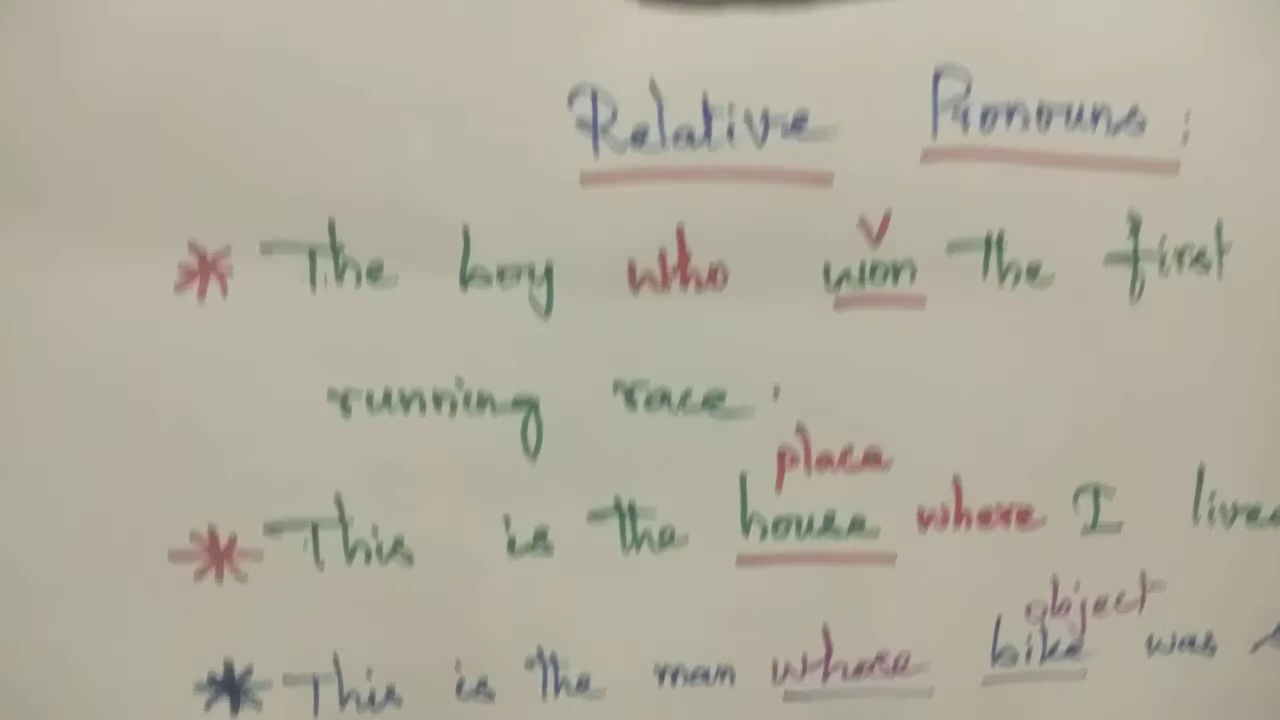 Relative Pronouns:
V
* The boy who won the first
running race.
place
* This is the house where I lived
object
* This is the man whose bike was